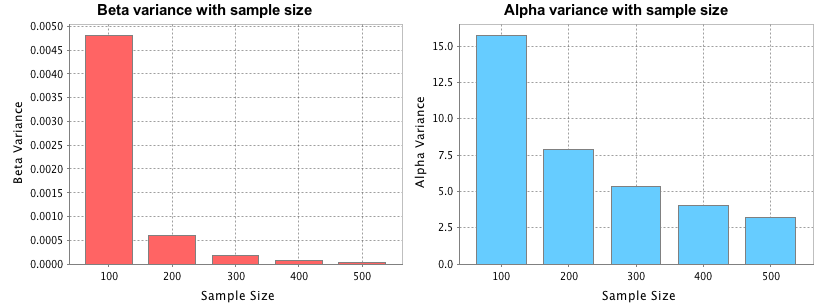 Beta variance with sample size
0.0050
0.0045
0.0040
0.0035
0.0030
0.0025
0.0020
0.0015
0.0010
0.0005
0.0000
Beta Variance
100 200 300 400 500
Sample Size
Alpha variance with sample size
15.0
12.5
10.0
7.5
5.0
2.5
0.0
Alpha Variance
100 200 300 400 500
Sample Size